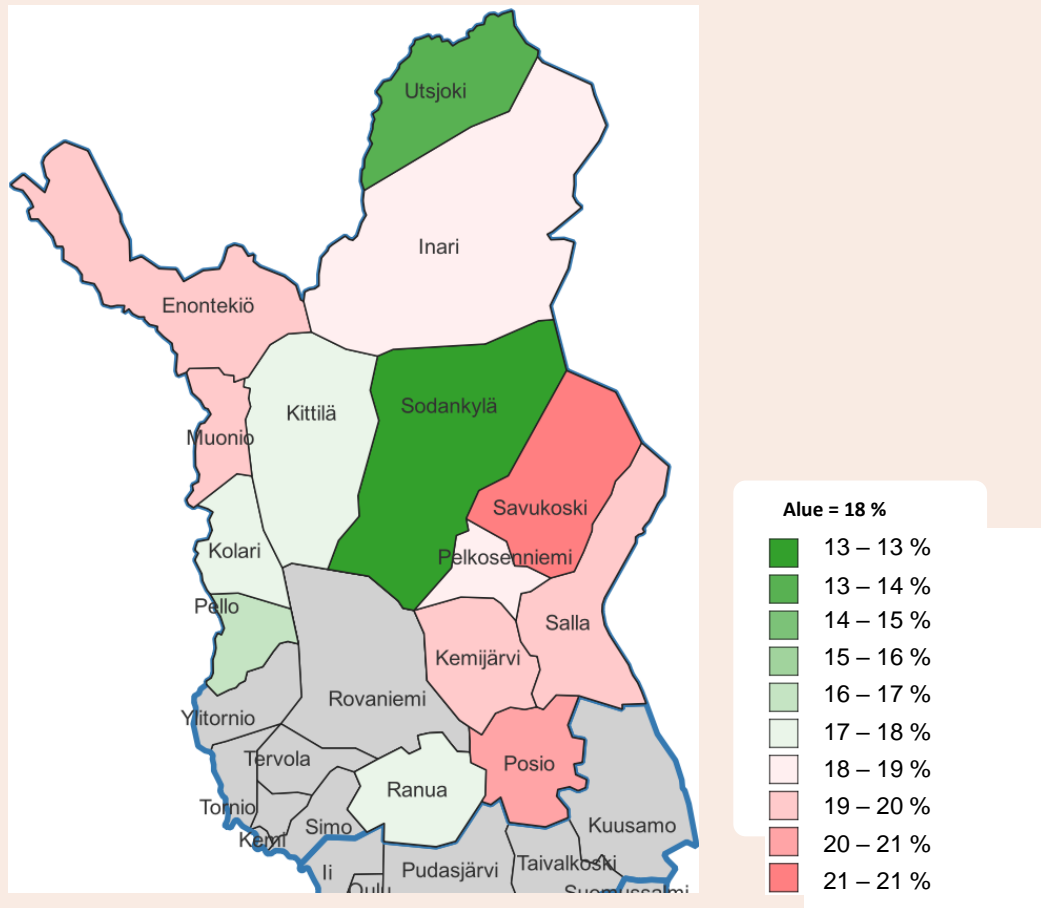 Utsjoki
Inari
Enontekiö
Kittilä
Sodankylä
Muonio
Savukoski
Kolari
Pelkosenniemi
Pello
Salla
Kemijärvi
Rovaniemi
Ylitornio
Tervola
Posio
Ranua
Tornio
Simo
Kuusamo
Kemi
Ii
Pudasjärvi
Taivalkoski
Oulu
Suomussalmi
Alue = 18 %
13 – 13 %
13 – 14 %
14 – 15 %
15 – 16 %
16 – 17 %
17 – 18 %
18 – 19 %
19 – 20 %
20 – 21 %
21 – 21 %